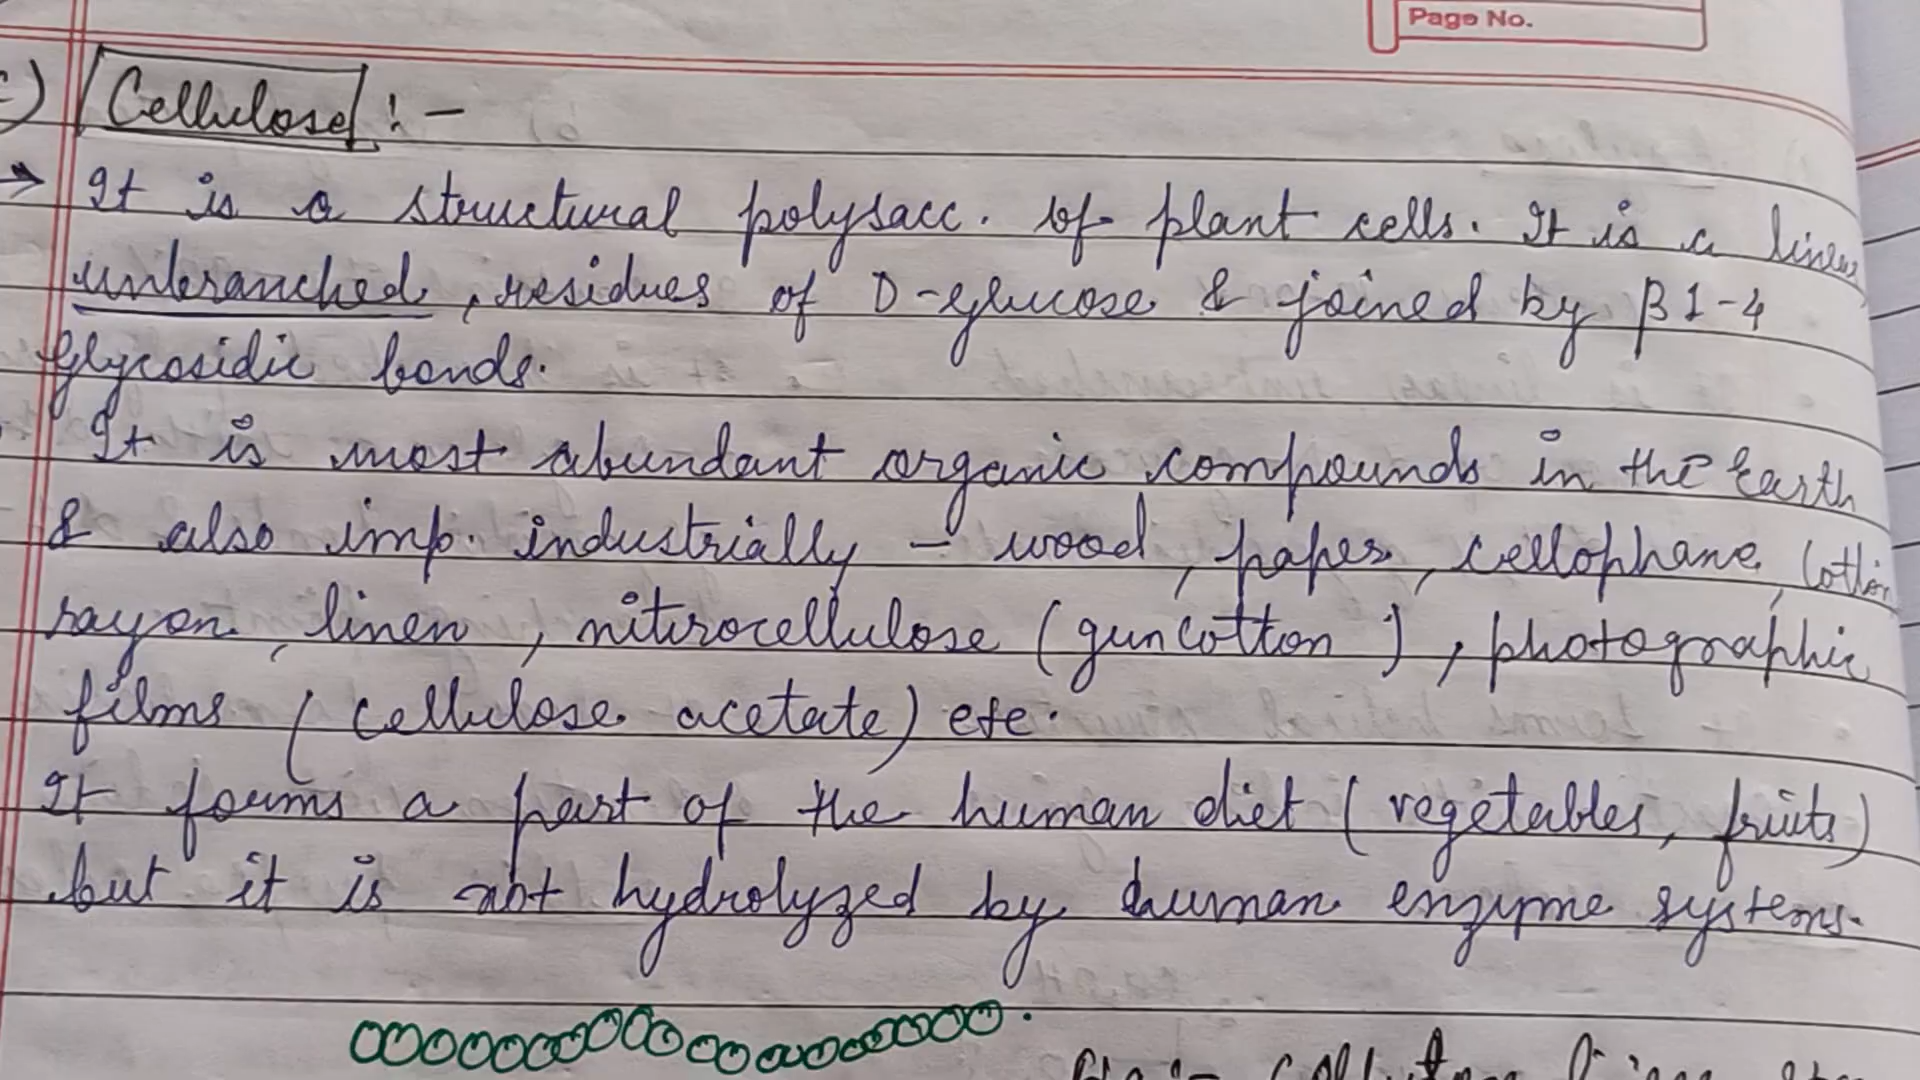 Page No.
c) Cellulose :-
→ It is a structural polysacc. of plant cells. It is a linear
unbranched, residues of D-glucose & joined by β 1-4
glycosidic bonds.
It is most abundant organic compounds in the Earth
& also imp. industrially - wood, paper, cellophane, Cotton
rayon, linen, nitrocellulose (gun cotton), photographic
films (cellulose acetate) etc.
It forms a part of the human diet (vegetables, fruits)
but it is not hydrolyzed by human enzyme systems.